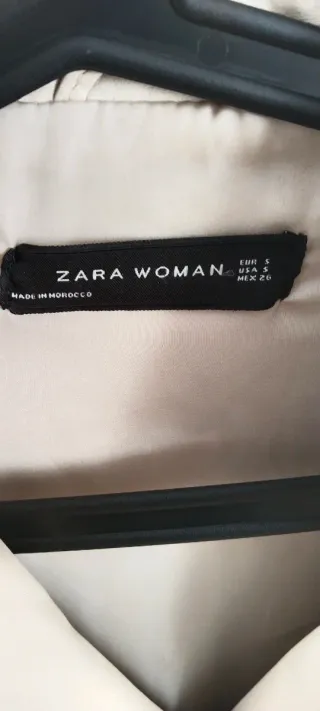 ZARA WOMAN
EUR S
USA S
MEX 26
MADE IN MOROCCO